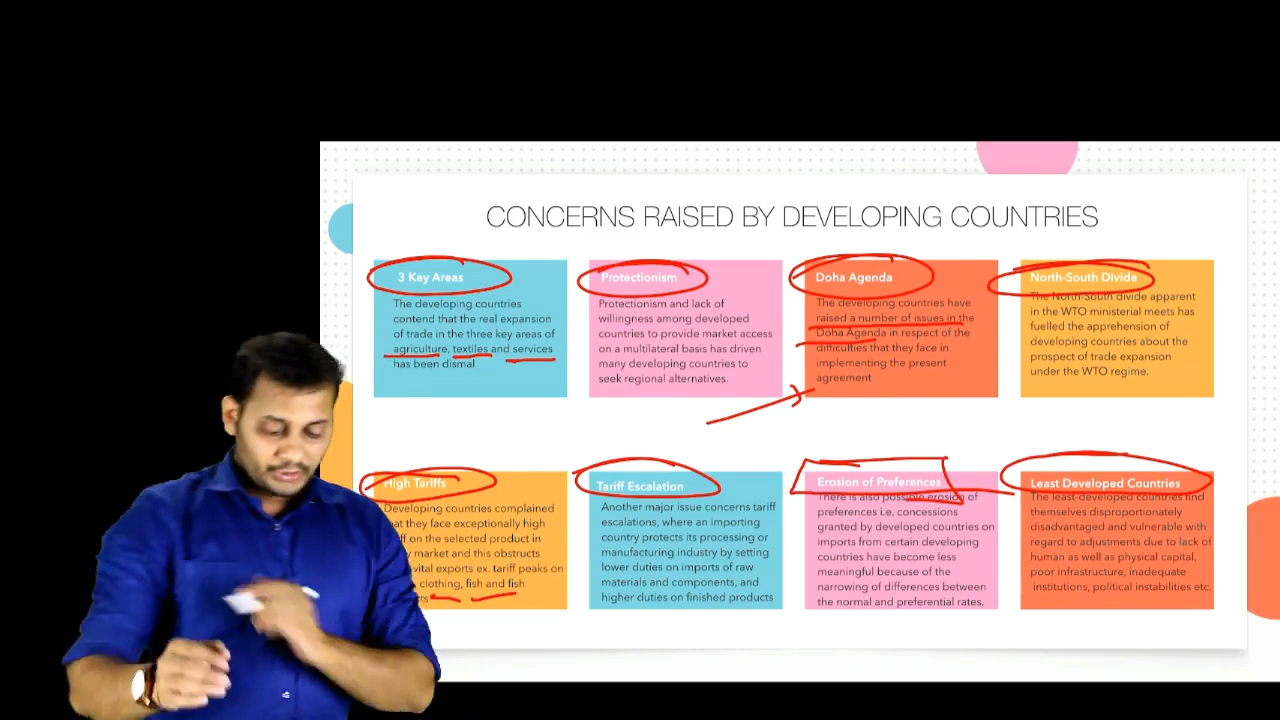 CONCERNS RAISED BY DEVELOPING COUNTRIES
3 Key Areas
The developing countries
contend that the real expansion
of trade in the three key areas of
agriculture, textiles and services
has been dismal
Protectionism
Protectionism and lack of
willingness among developed
countries to provide market access
on a multilateral basis has driven
many developing countries to
seek regional alternatives.
Doha Agenda
The developing countries have
raised a number of issues in the
Doha Agenda in respect of the
difficulties that they face in
implementing the present
agreement
North-South Divide
The North-South divide apparent
in the WTO ministerial meets has
fuelled the apprehension of
developing countries about the
prospect of trade expansion
under the WTO regime.
High Tariffs
Developing countries complained
that they face exceptionally high
on the selected product in
market and this obstructs
vital exports ex. tariff peaks on
clothing, fish and fish
Tariff Escalation
Another major issue concerns tariff
escalations, where an importing
country protects its processing or
manufacturing industry by setting
lower duties on imports of raw
materials and components, and
higher duties on finished products
Erosion of Preferences
There is also possible erosion of
preferences i.e. concessions
granted by developed countries on
imports from certain developing
countries have become less
meaningful because of the
narrowing of differences between
the normal and preferential rates.
Least Developed Countries
The least-developed countries find
themselves disproportionately
disadvantaged and vulnerable with
regard to adjustments due to lack of
human as well as physical capital,
poor infrastructure, inadequate
institutions, political instabilities etc.